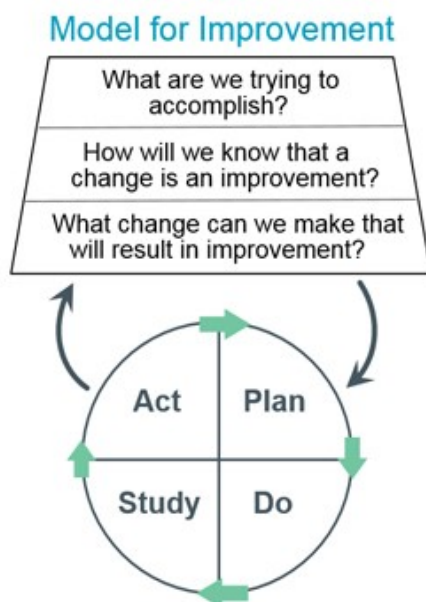 Model for Improvement
What are we trying to
accomplish?
How will we know that a
change is an improvement?
What change can we make that
will result in improvement?
Act
Plan
Study
Do